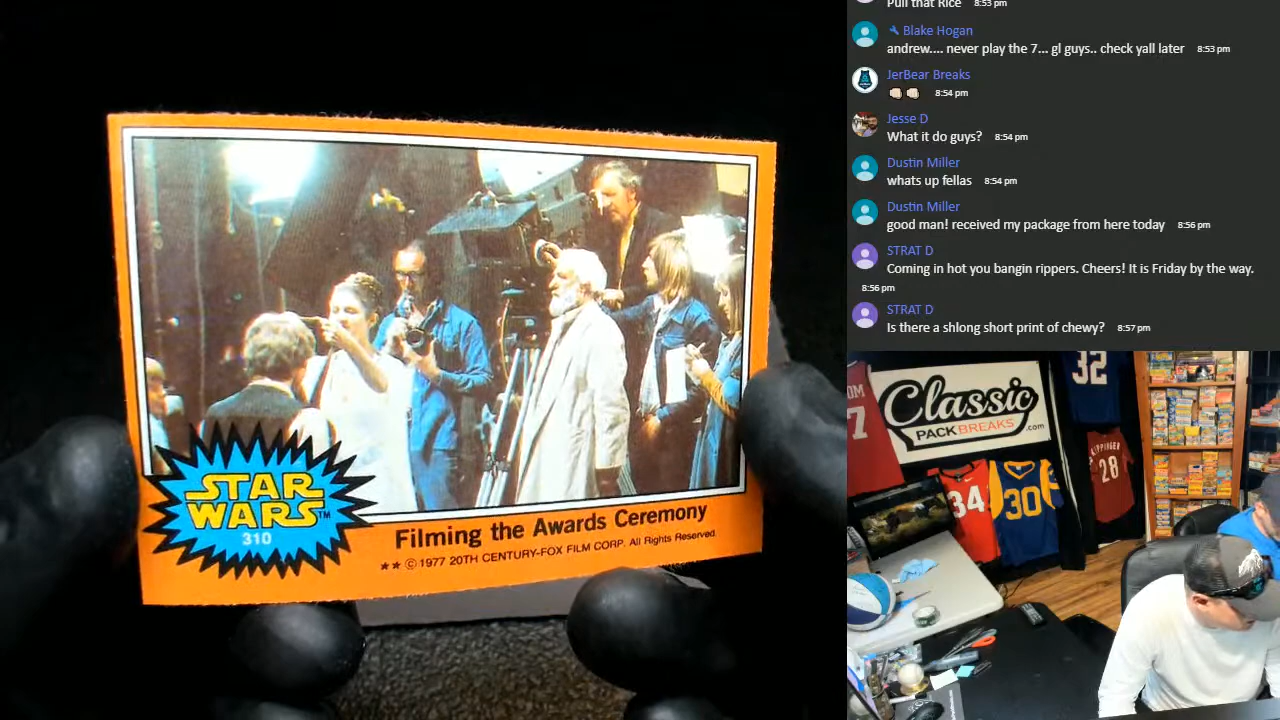 STAR
WARS™
310
Filming the Awards Ceremony
★★ © 1977 20TH CENTURY-FOX FILM CORP. All Rights Reserved.
Pull that Rice 8:53 pm
Blake Hogan
andrew.... never play the 7... gl guys.. check yall later 8:53 pm
JerBear Breaks
👊🏻👊🏻 8:54 pm
Jesse D
What it do guys? 8:54 pm
Dustin Miller
whats up fellas 8:54 pm
Dustin Miller
good man! received my package from here today 8:56 pm
STRAT D
Coming in hot you bangin rippers. Cheers! It is Friday by the way.
8:56 pm
STRAT D
Is there a shlong short print of chewy? 8:57 pm
32
7
Classic
PACKBREAKS.com
34
30
28